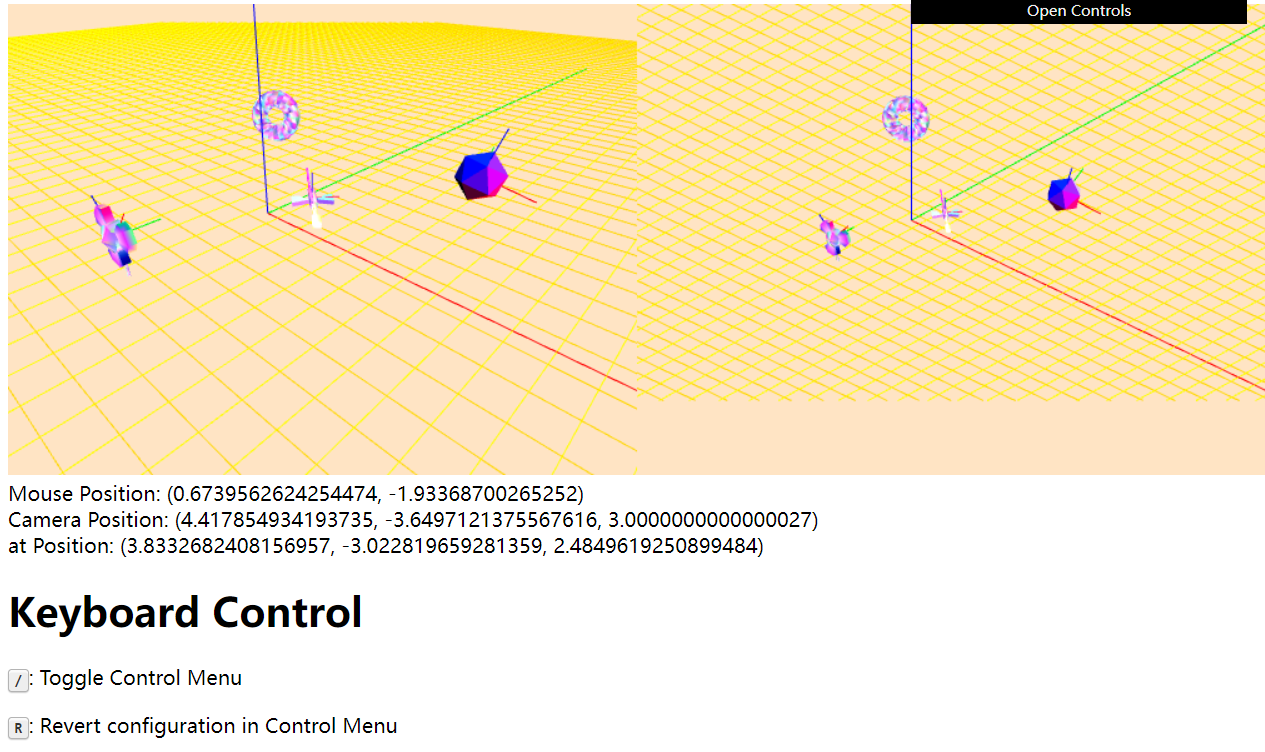 Open Controls
Mouse Position: (0.6739562624254474, -1.93368700265252)
Camera Position: (4.417854934193735, -3.6497121375567616, 3.0000000000000027)
at Position: (3.8332682408156957, -3.022819659281359, 2.4849619250899484)
Keyboard Control
/: Toggle Control Menu
R: Revert configuration in Control Menu